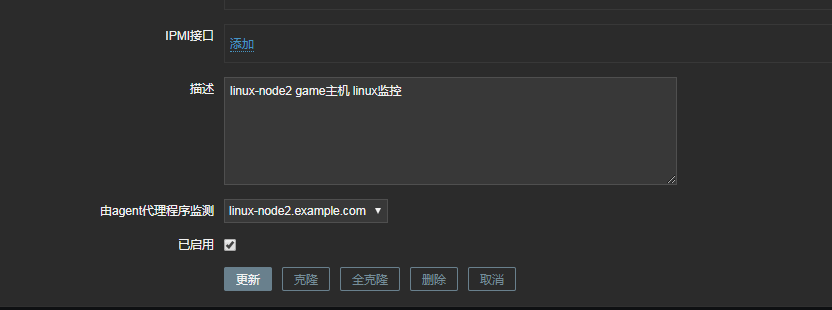 IPMI接口
添加
描述
linux-node2 game主机 linux监控
由agent代理程序监测 linux-node2.example.com
已启用
更新 克隆 全克隆 删除 取消